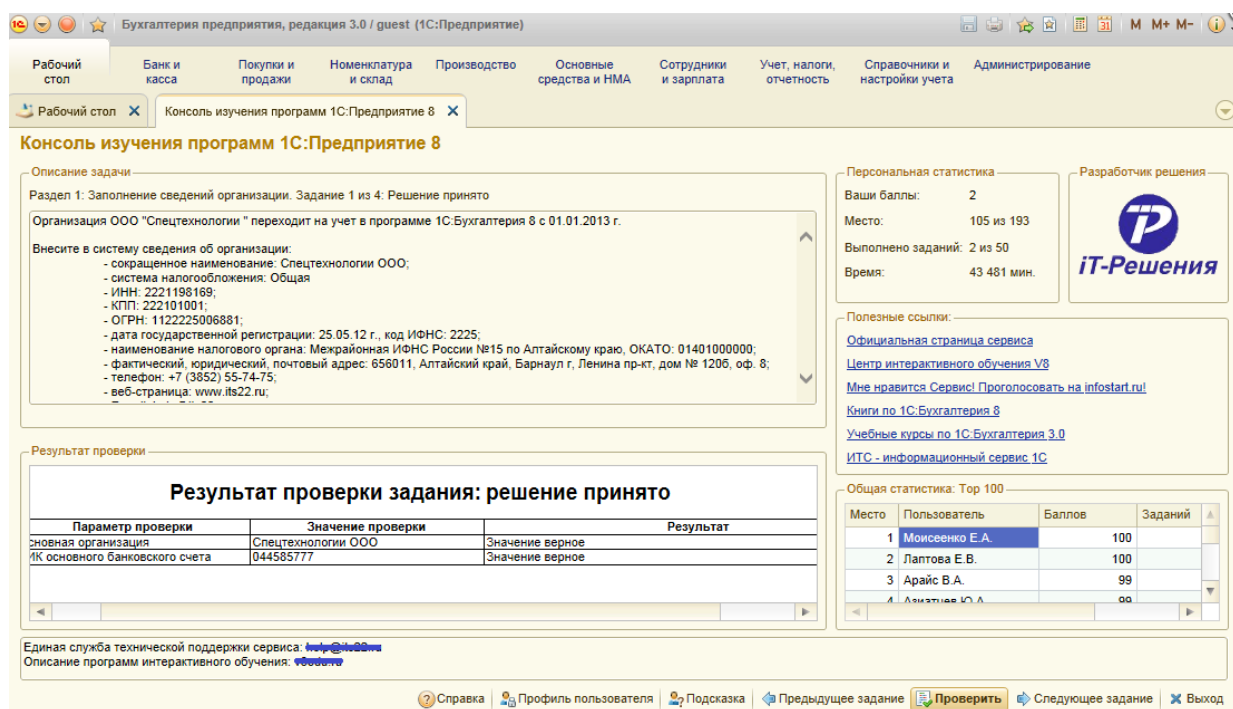 Бухгалтерия предприятия, редакция 3.0 / guest (1С:Предприятие)
M M+ M-
Рабочий стол
Банк и касса
Покупки и продажи
Номенклатура и склад
Производство
Основные средства и НМА
Сотрудники и зарплата
Учет, налоги, отчетность
Справочники и настройки учета
Администрирование
Рабочий стол
Консоль изучения программ 1С:Предприятие 8
Консоль изучения программ 1С:Предприятие 8
Описание задачи
Раздел 1: Заполнение сведений организации. Задание 1 из 4: Решение принято
Организация ООО "Спецтехнологии " переходит на учет в программе 1С:Бухгалтерия 8 с 01.01.2013 г.
Внесите в систему сведения об организации:
- сокращенное наименование: Спецтехнологии ООО;
- система налогообложения: Общая
- ИНН: 2221198169;
- КПП: 222101001;
- ОГРН: 1122225006881;
- дата государственной регистрации: 25.05.12 г., код ИФНС: 2225;
- наименование налогового органа: Межрайонная ИФНС России №15 по Алтайскому краю, ОКАТО: 01401000000;
- фактический, юридический, почтовый адрес: 656011, Алтайский край, Барнаул г, Ленина пр-кт, дом № 120б, оф. 8;
- телефон: +7 (3852) 55-74-75;
- веб-страница: www.its22.ru;
Результат проверки
Результат проверки задания: решение принято
Параметр проверки Значение проверки Результат
сновная организация Спецтехнологии ООО Значение верное
ИК основного банковского счета 044585777 Значение верное
Персональная статистика
Ваши баллы: 2
Место: 105 из 193
Выполнено заданий: 2 из 50
Время: 43 481 мин.
Разработчик решения
iТ-Решения
Полезные ссылки:
Официальная страница сервиса
Центр интерактивного обучения V8
Мне нравится Сервис! Проголосовать на infostart.ru!
Книги по 1С:Бухгалтерия 8
Учебные курсы по 1С:Бухгалтерия 3.0
ИТС - информационный сервис 1С
Общая статистика: Top 100
Место Пользователь Баллов Заданий
1 Моисеенко Е.А. 100
2 Лаптова Е.В. 100
3 Арайс В.А. 99
4 Азиатцев Ю.А. 99
Единая служба технической поддержки сервиса:
Описание программ интерактивного обучения:
Справка
Профиль пользователя
Подсказка
Предыдущее задание
Проверить
Следующее задание
Выход